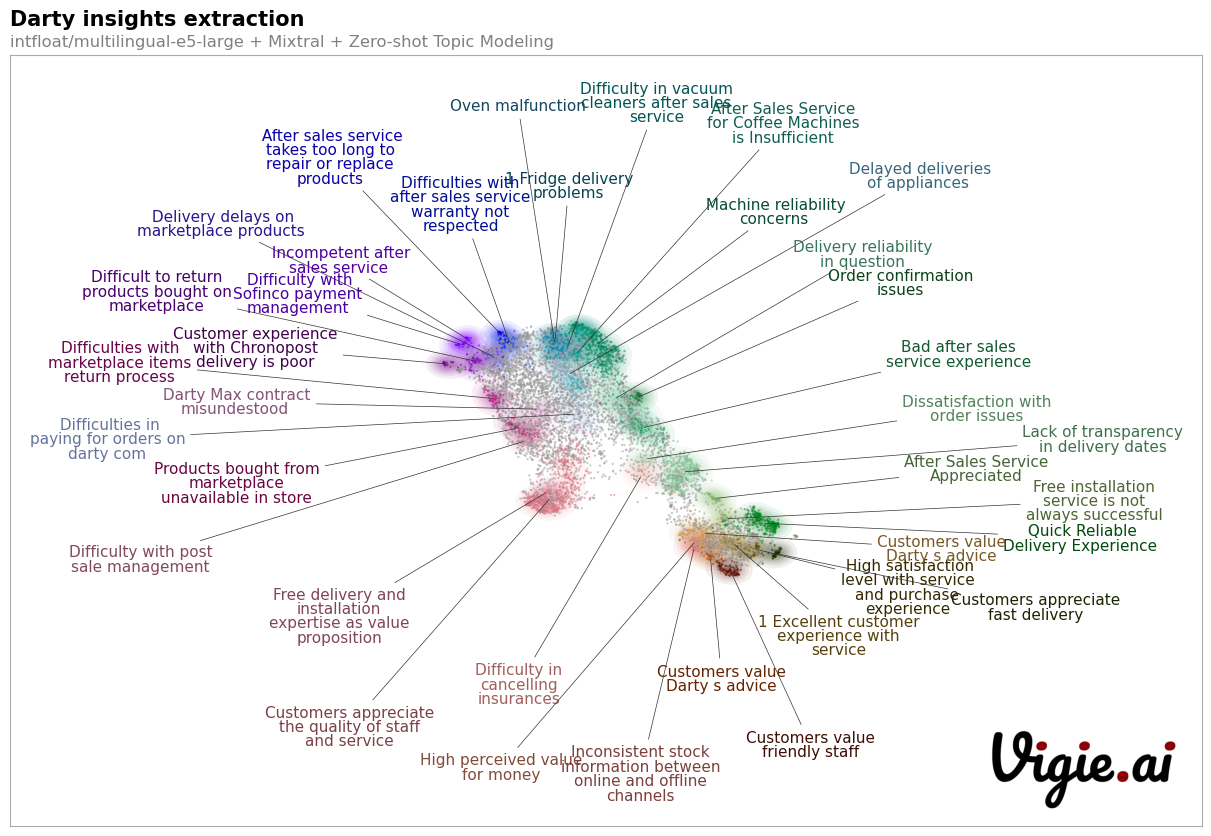 Darty insights extraction
intfloat/multilingual-e5-large + Mixtral + Zero-shot Topic Modeling
Difficulty in vacuum
cleaners after sales
service
Oven malfunction
After Sales Service
for Coffee Machines
is Insufficient
After sales service
takes too long to
repair or replace
products
Difficulties with
after sales service
warranty not
respected
1 Fridge delivery
problems
Delayed deliveries
of appliances
Machine reliability
concerns
Delivery delays on
marketplace products
Delivery reliability
in question
Incompetent after
sales service
Order confirmation
issues
Difficult to return
products bought on
marketplace
Difficulty with
Sofinco payment
management
Customer experience
with Chronopost
delivery is poor
Difficulties with
marketplace items
return process
Bad after sales
service experience
Darty Max contract
misunderstood
Dissatisfaction with
order issues
Difficulties in
paying for orders on
darty com
Lack of transparency
in delivery dates
Products bought from
marketplace
unavailable in store
After Sales Service
Appreciated
Free installation
service is not
always successful
Quick Reliable
Delivery Experience
Customers value
Darty s advice
Difficulty with post
sale management
High satisfaction
level with service
and purchase
experience
Customers appreciate
fast delivery
Free delivery and
installation
expertise as value
proposition
1 Excellent customer
experience with
service
Difficulty in
cancelling
insurances
Customers value
Darty s advice
Customers appreciate
the quality of staff
and service
Customers value
friendly staff
High perceived value
for money
Inconsistent stock
information between
online and offline
channels
Vigie.ai